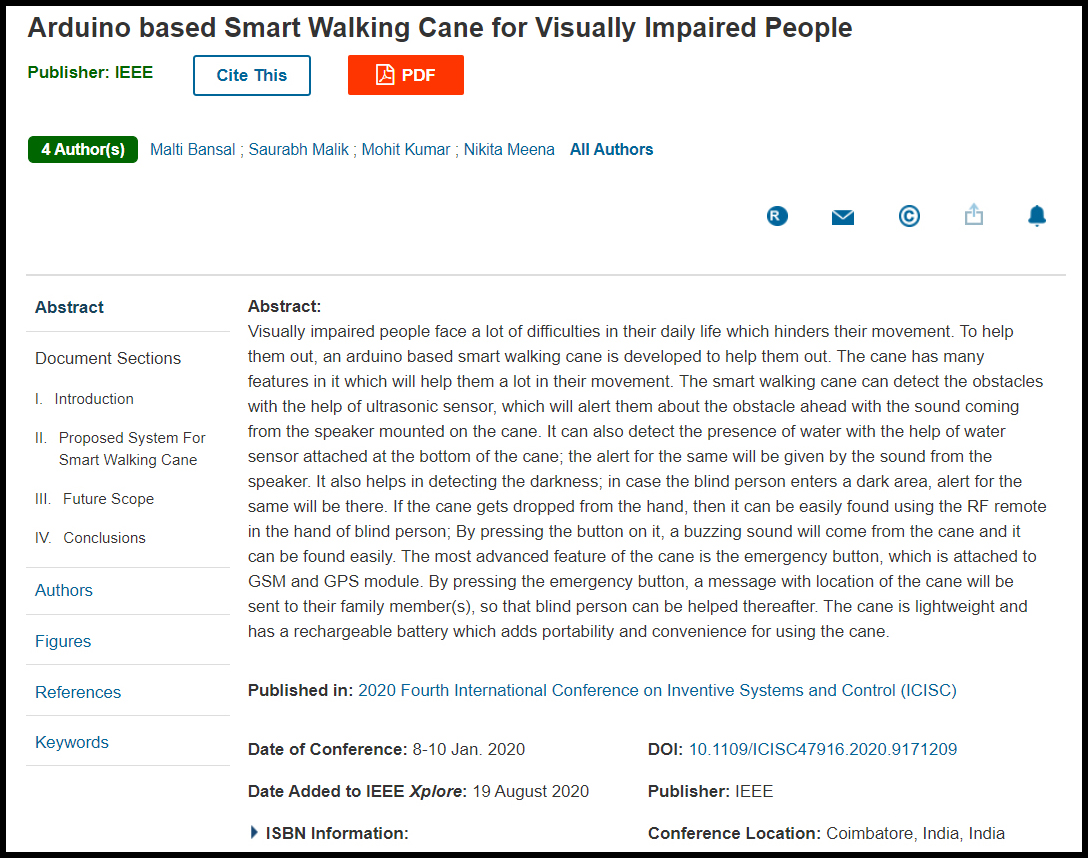 Arduino based Smart Walking Cane for Visually Impaired People
Publisher: IEEE
Cite This
PDF
4 Author(s)
Malti Bansal ; Saurabh Malik ; Mohit Kumar ; Nikita Meena
All Authors
R
©
Abstract
Document Sections
I. Introduction
II. Proposed System For
Smart Walking Cane
III. Future Scope
IV. Conclusions
Authors
Figures
References
Keywords
Abstract:
Visually impaired people face a lot of difficulties in their daily life which hinders their movement. To help
them out, an arduino based smart walking cane is developed to help them out. The cane has many
features in it which will help them a lot in their movement. The smart walking cane can detect the obstacles
with the help of ultrasonic sensor, which will alert them about the obstacle ahead with the sound coming
from the speaker mounted on the cane. It can also detect the presence of water with the help of water
sensor attached at the bottom of the cane; the alert for the same will be given by the sound from the
speaker. It also helps in detecting the darkness; in case the blind person enters a dark area, alert for the
same will be there. If the cane gets dropped from the hand, then it can be easily found using the RF remote
in the hand of blind person; By pressing the button on it, a buzzing sound will come from the cane and it
can be found easily. The most advanced feature of the cane is the emergency button, which is attached to
GSM and GPS module. By pressing the emergency button, a message with location of the cane will be
sent to their family member(s), so that blind person can be helped thereafter. The cane is lightweight and
has a rechargeable battery which adds portability and convenience for using the cane.
Published in: 2020 Fourth International Conference on Inventive Systems and Control (ICISC)
Date of Conference: 8-10 Jan. 2020
DOI: 10.1109/ICISC47916.2020.9171209
Date Added to IEEE Xplore: 19 August 2020
Publisher: IEEE
ISBN Information:
Conference Location: Coimbatore, India, India